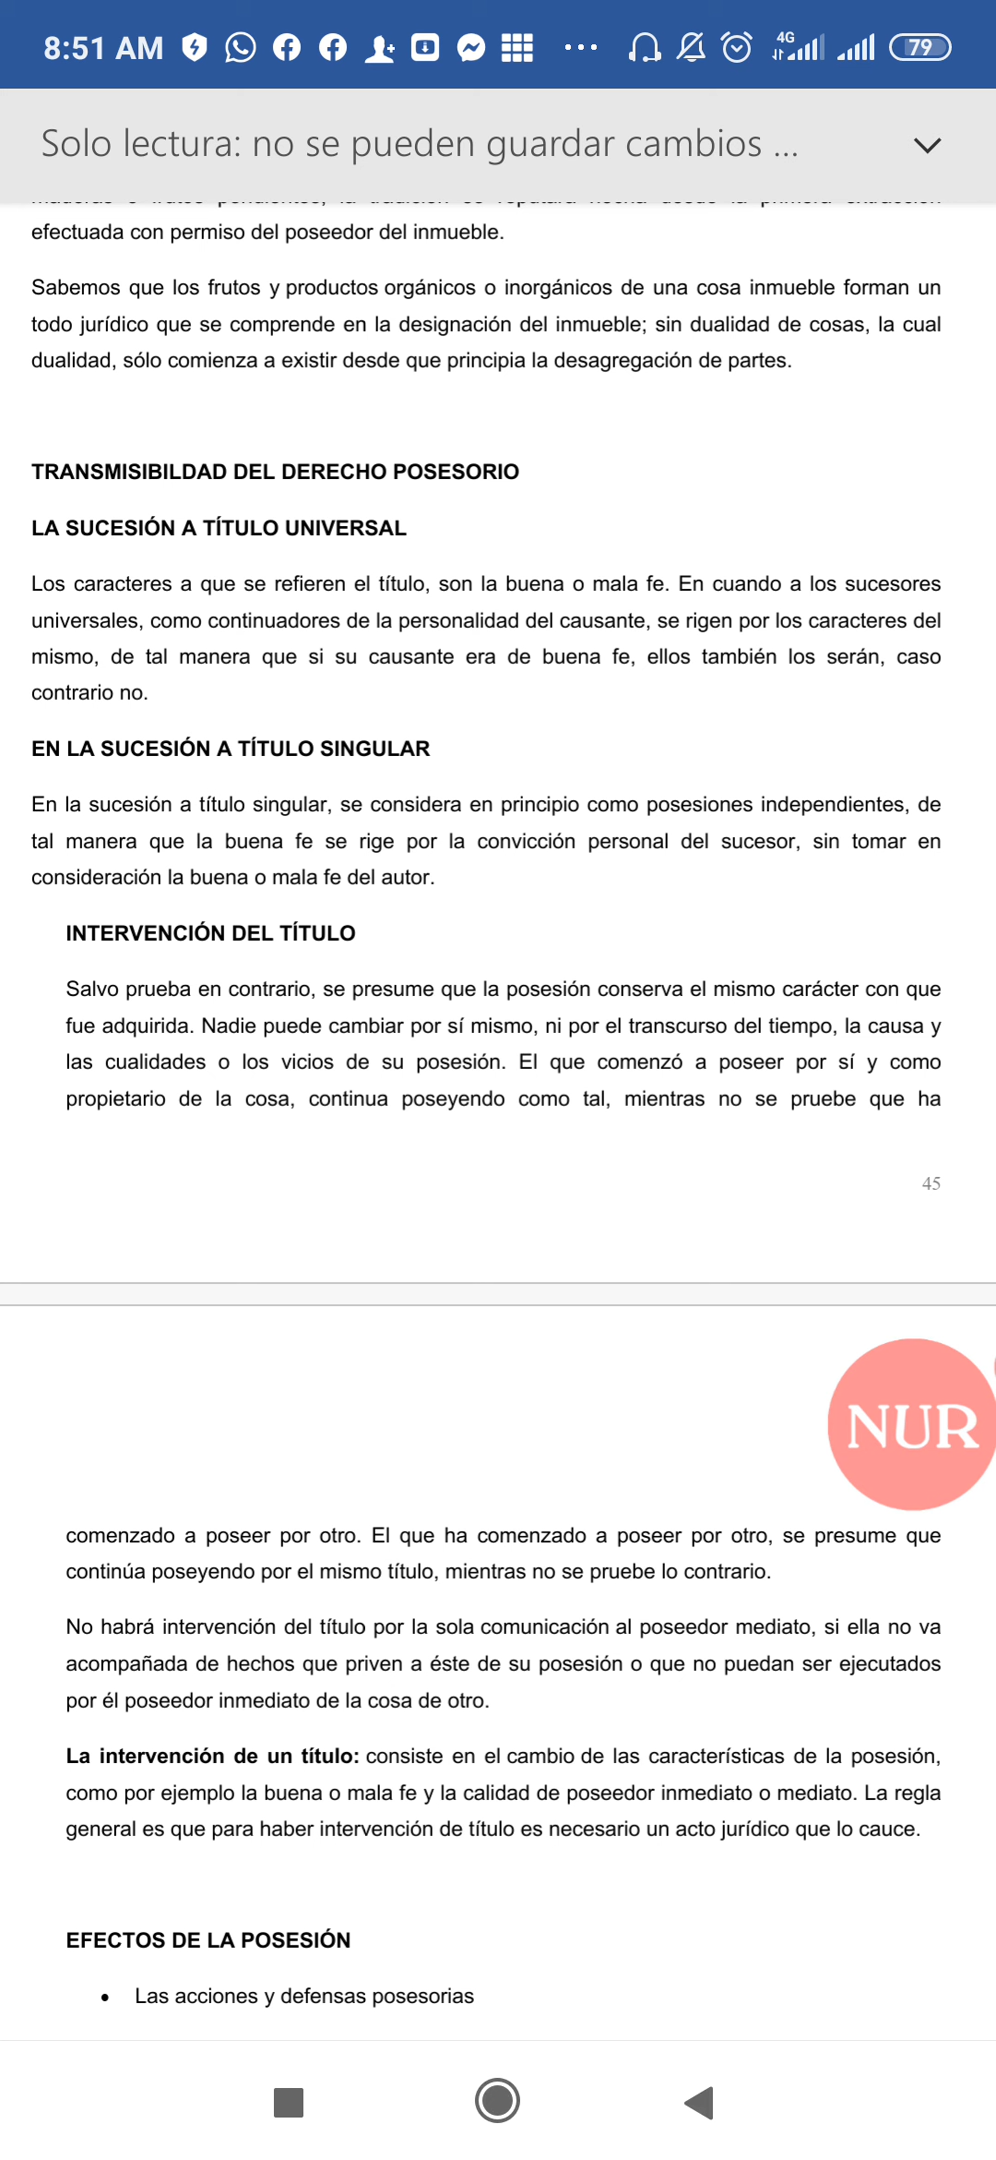 8:51 AM
4G
79
Solo lectura: no se pueden guardar cambios ...
efectuada con permiso del poseedor del inmueble.
Sabemos que los frutos y productos orgánicos o inorgánicos de una cosa inmueble forman un
todo jurídico que se comprende en la designación del inmueble; sin dualidad de cosas, la cual
dualidad, sólo comienza a existir desde que principia la desagregación de partes.
TRANSMISIBILDAD DEL DERECHO POSESORIO
LA SUCESIÓN A TÍTULO UNIVERSAL
Los caracteres a que se refieren el título, son la buena o mala fe. En cuando a los sucesores
universales, como continuadores de la personalidad del causante, se rigen por los caracteres del
mismo, de tal manera que si su causante era de buena fe, ellos también los serán, caso
contrario no.
EN LA SUCESIÓN A TÍTULO SINGULAR
En la sucesión a título singular, se considera en principio como posesiones independientes, de
tal manera que la buena fe se rige por la convicción personal del sucesor, sin tomar en
consideración la buena o mala fe del autor.
INTERVENCIÓN DEL TÍTULO
Salvo prueba en contrario, se presume que la posesión conserva el mismo carácter con que
fue adquirida. Nadie puede cambiar por sí mismo, ni por el transcurso del tiempo, la causa y
las cualidades o los vicios de su posesión. El que comenzó a poseer por sí y como
propietario de la cosa, continua poseyendo como tal, mientras no se pruebe que ha
45
NUR
comenzado a poseer por otro. El que ha comenzado a poseer por otro, se presume que
continúa poseyendo por el mismo título, mientras no se pruebe lo contrario.
No habrá intervención del título por la sola comunicación al poseedor mediato, si ella no va
acompañada de hechos que priven a éste de su posesión o que no puedan ser ejecutados
por él poseedor inmediato de la cosa de otro.
La intervención de un título: consiste en el cambio de las características de la posesión,
como por ejemplo la buena o mala fe y la calidad de poseedor inmediato o mediato. La regla
general es que para haber intervención de título es necesario un acto jurídico que lo cauce.
EFECTOS DE LA POSESIÓN
• Las acciones y defensas posesorias